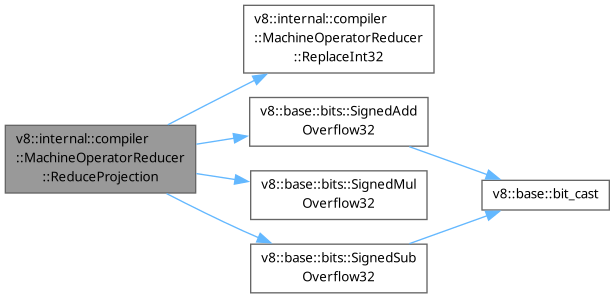 v8::internal::compiler
::MachineOperatorReducer
::ReduceProjection
v8::internal::compiler
::MachineOperatorReducer
::ReplaceInt32
v8::base::bits::SignedAdd
Overflow32
v8::base::bits::SignedMul
Overflow32
v8::base::bits::SignedSub
Overflow32
v8::base::bit_cast